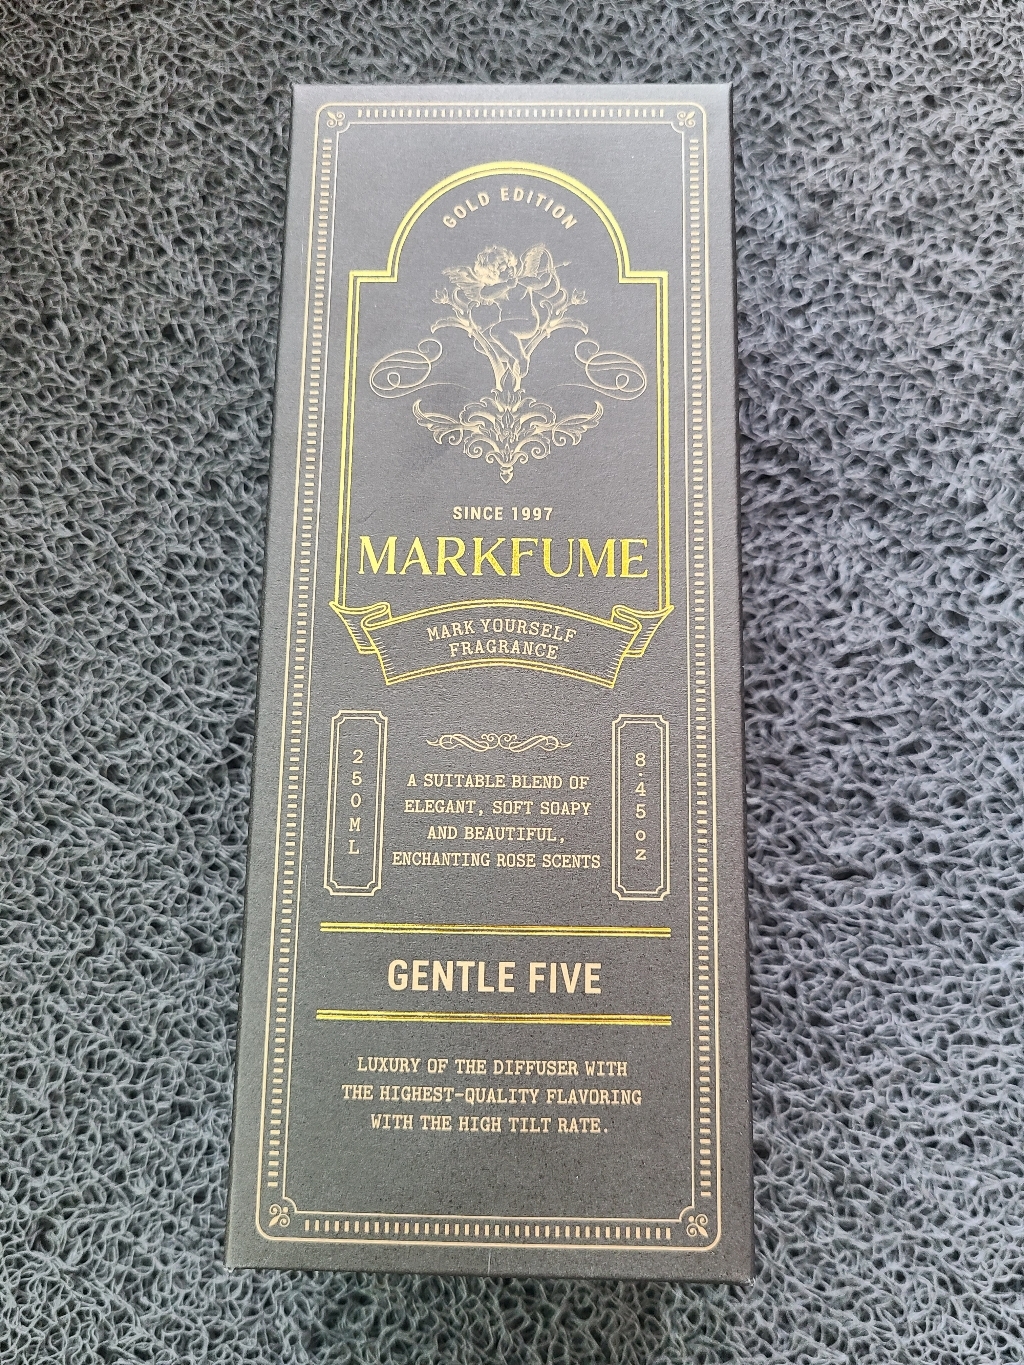 GOLD EDITION
SINCE 1997
MARKFUME
MARK YOURSELF
FRAGRANCE
250ML
8.45oz
A SUITABLE BLEND OF
ELEGANT, SOFT SOAPY
AND BEAUTIFUL,
ENCHANTING ROSE SCENTS
GENTLE FIVE
LUXURY OF THE DIFFUSER WITH
THE HIGHEST-QUALITY FLAVORING
WITH THE HIGH TILT RATE.